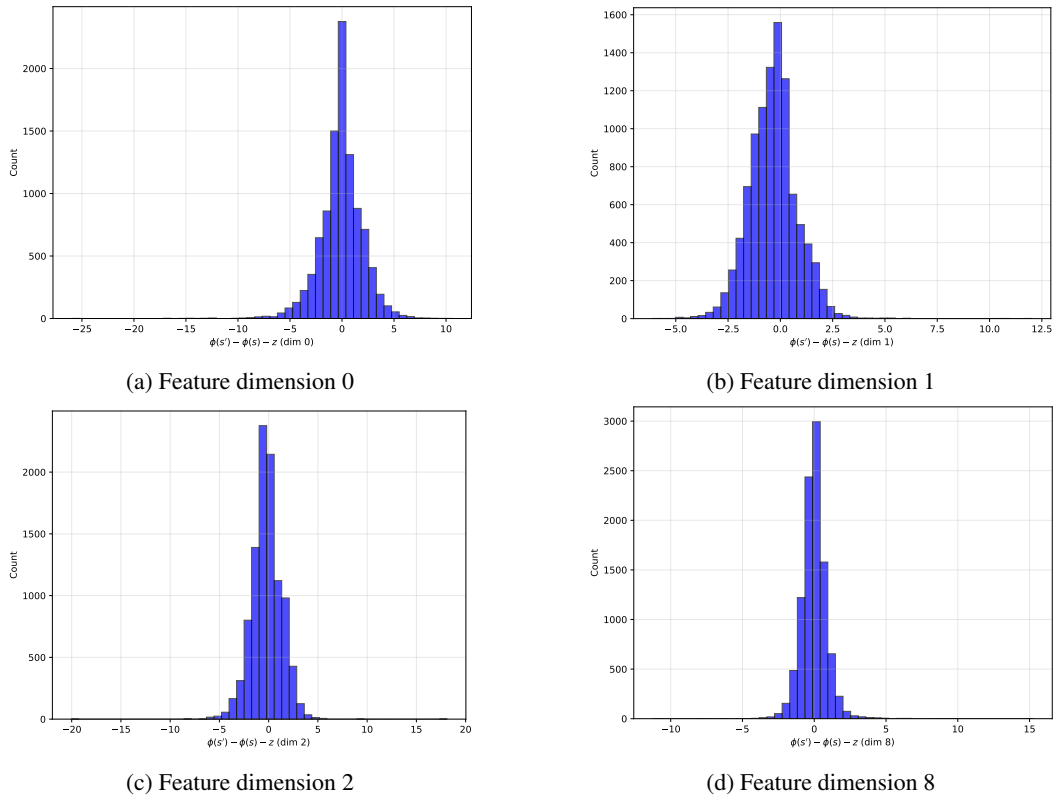 2000
1500
1000
500
0
Count
−25 −20 −15 −10 −5 0 5 10
ϕ(s′) − ϕ(s) − z (dim 0)
(a) Feature dimension 0
1600
1400
1200
1000
800
600
400
200
0
Count
−5.0 −2.5 0.0 2.5 5.0 7.5 10.0 12.5
ϕ(s′) − ϕ(s) − z (dim 1)
(b) Feature dimension 1
2000
1500
1000
500
0
Count
−20 −15 −10 −5 0 5 10 15 20
ϕ(s′) − ϕ(s) − z (dim 2)
(c) Feature dimension 2
3000
2500
2000
1500
1000
500
0
Count
−10 −5 0 5 10 15
ϕ(s′) − ϕ(s) − z (dim 8)
(d) Feature dimension 8